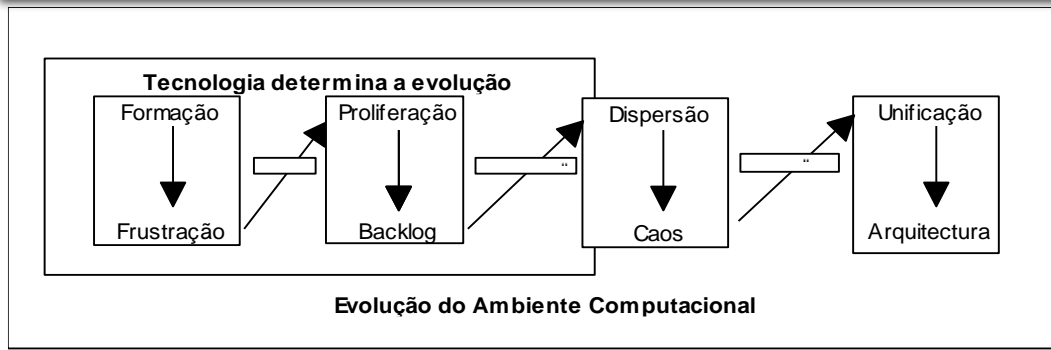 Tecnologia determina a evolução
Formação
Proliferação
Dispersão
Unificação
Frustração
Backlog
Caos
Arquitectura
Evolução do Ambiente Computacional